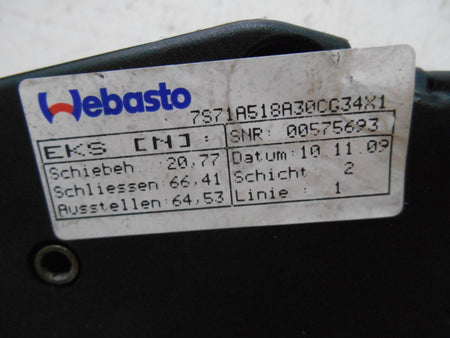 Webasto
7S71A518A30CG34X1
EKS [N]:
Schiebeh.:20,77
Schliessen:66,41
Ausstellen:64,53
SNR: 00575693
Datum:10.11.09
Schicht 2
Linie : 1